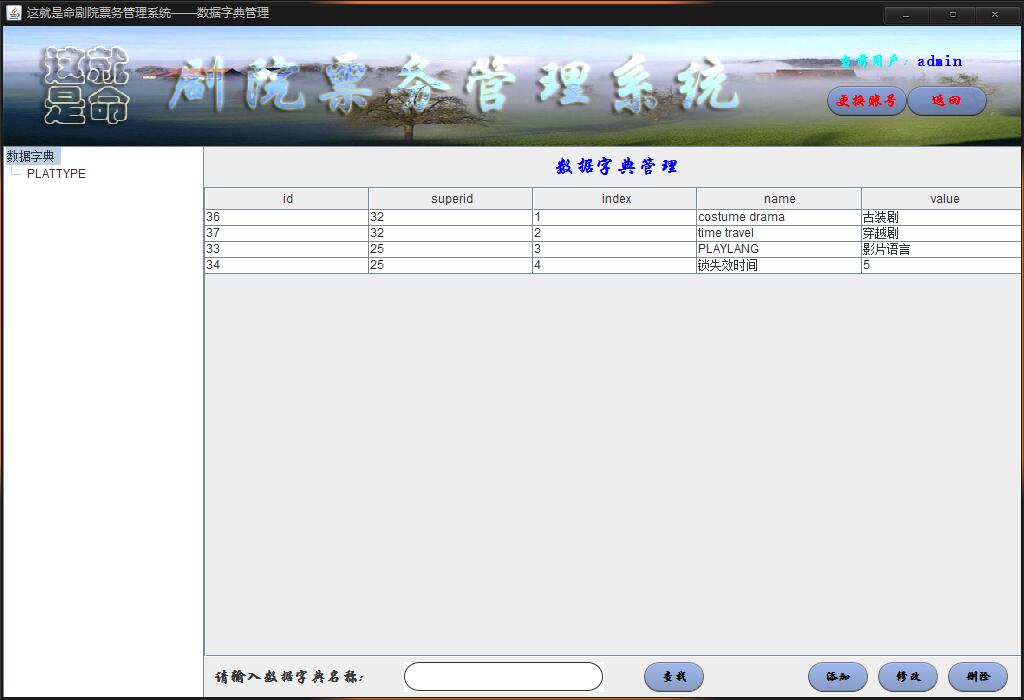 这就是命剧院票务管理系统——数据字典管理
这就
是命
剧院票务管理系统
当前用户：admin
更换账号 返回
数据字典
PLATTYPE
数据字典管理
id superid index name value
36 32 1 costume drama 古装剧
37 32 2 time travel 穿越剧
33 25 3 PLAYLANG 影片语言
34 25 4 锁失效时间 5
请输入数据字典名称:
查找 添加 修改 删除